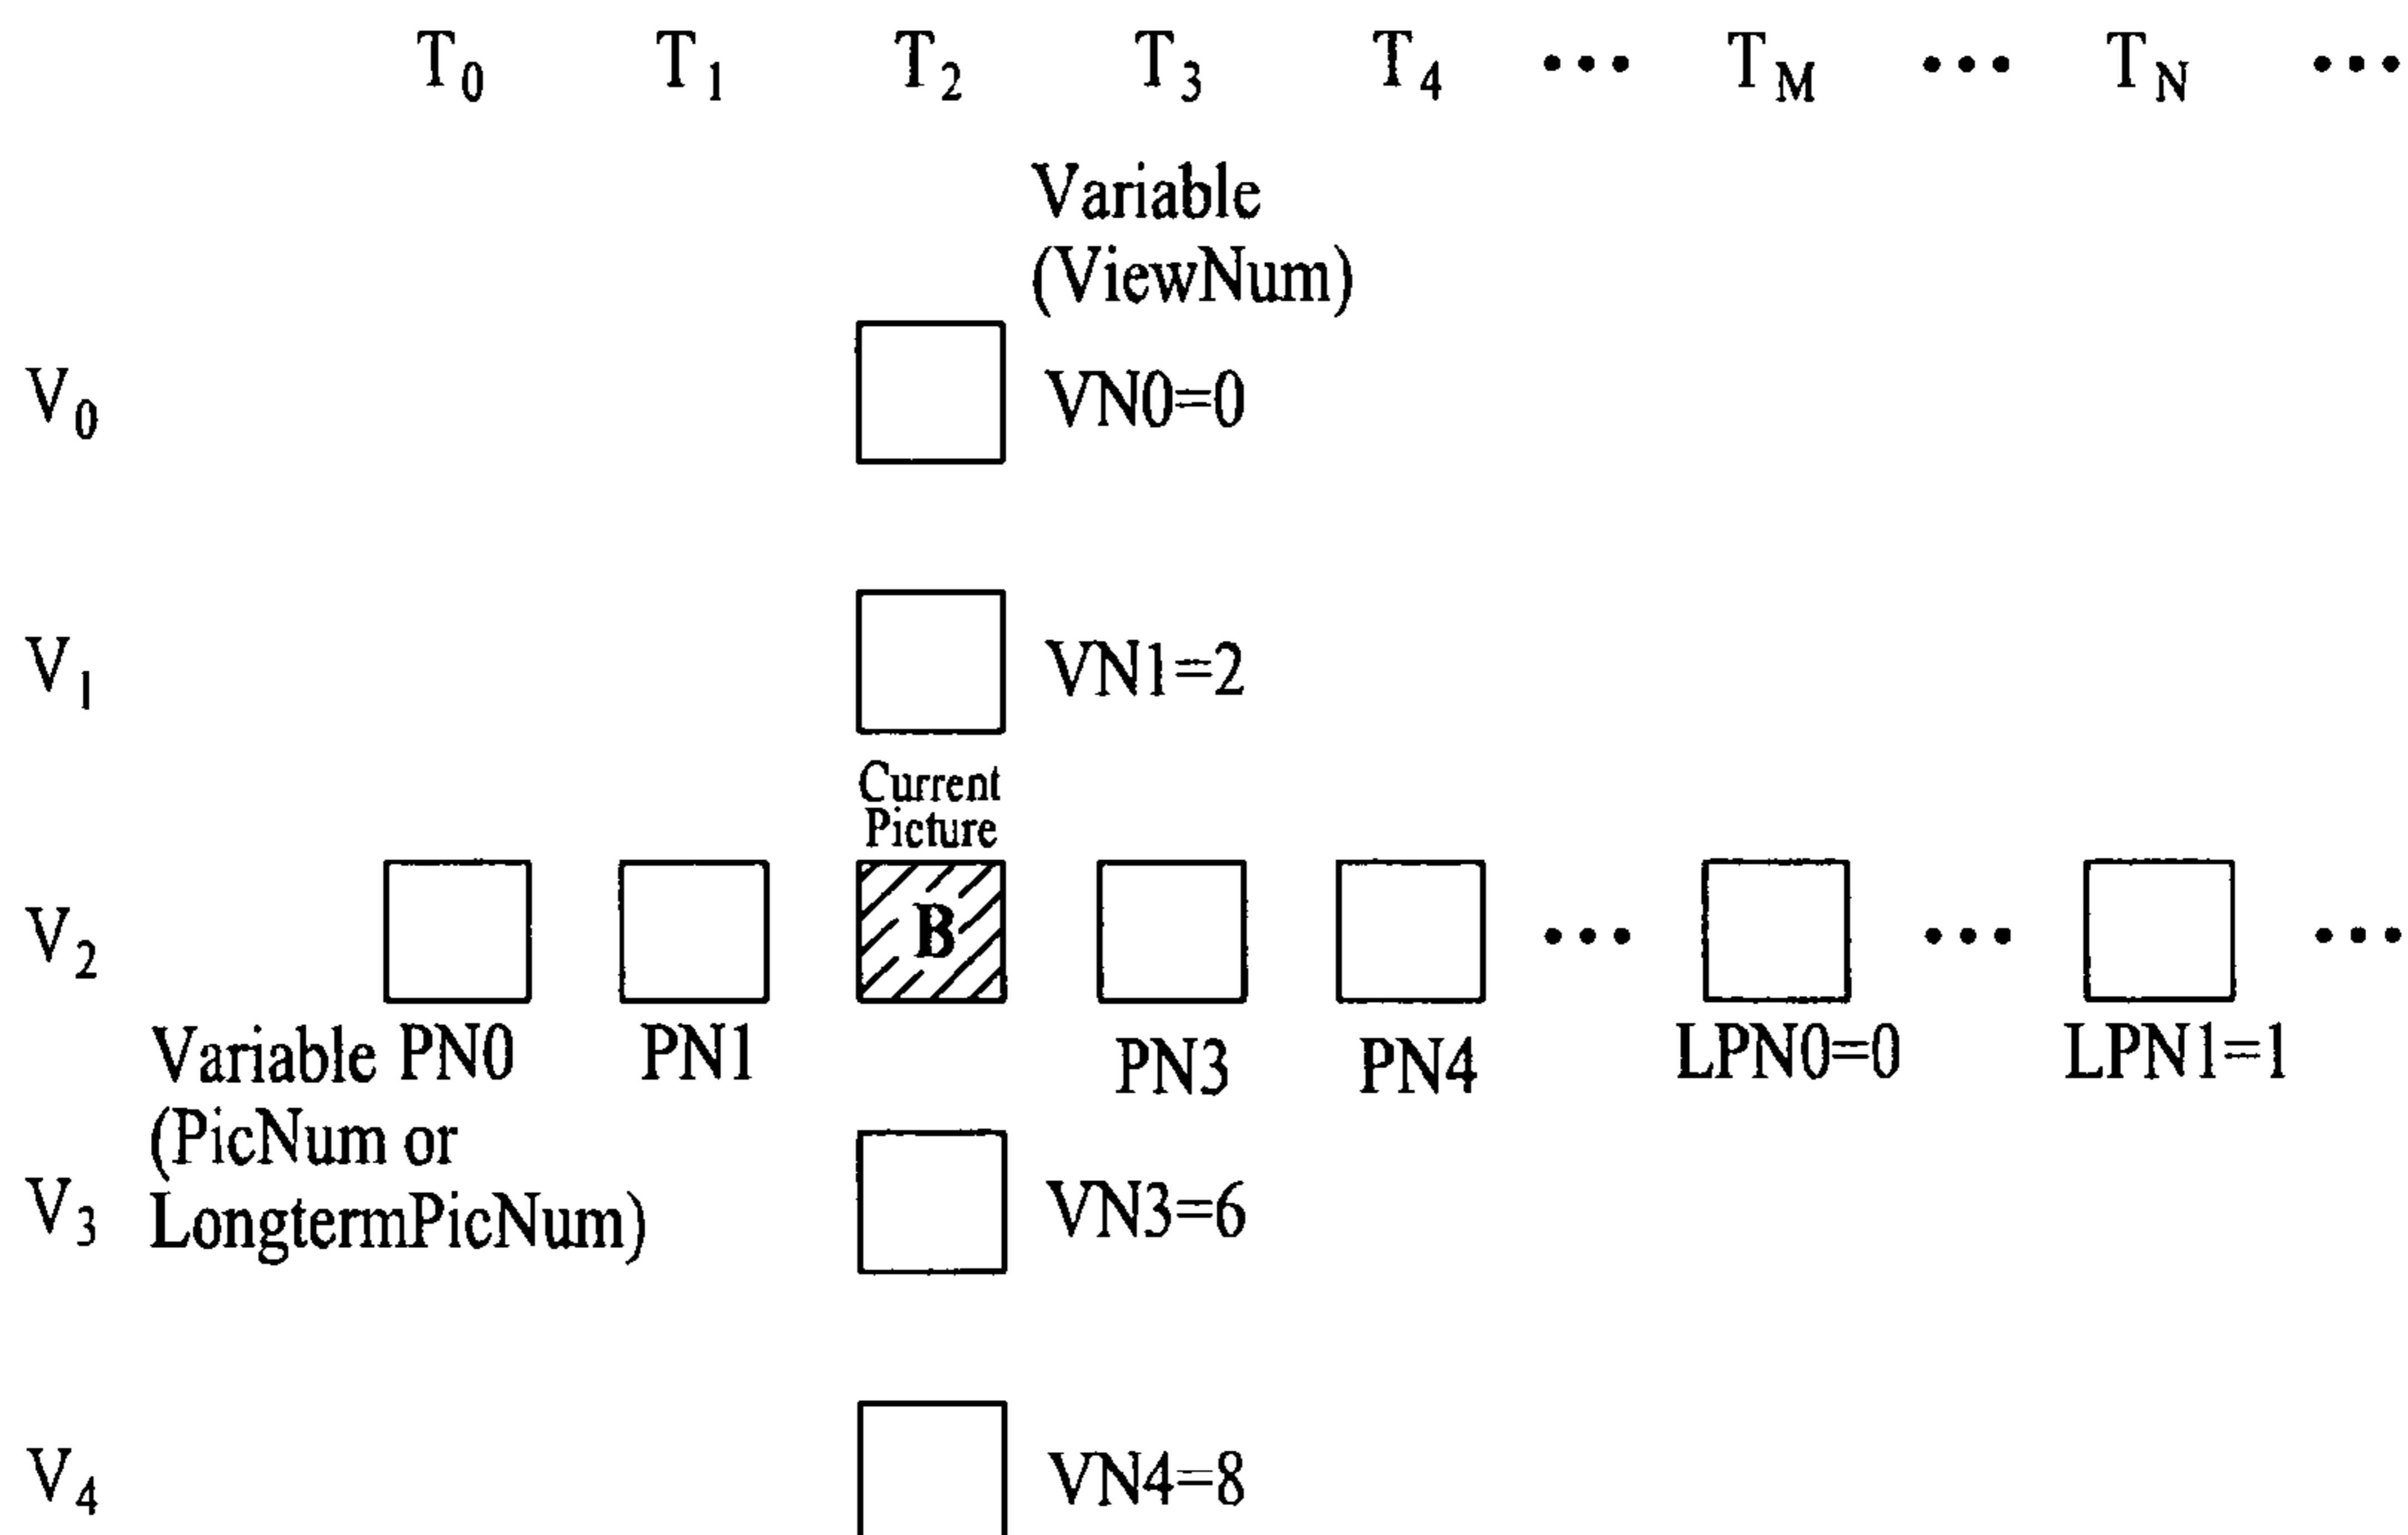 T0 T1 T2 T3 T4 ••• TM ••• TN •••
Variable
(ViewNum)
V0 VN0=0
V1 VN1=2
Current
Picture
V2 B ••• ••• •••
Variable PN0 PN1 PN3 PN4 LPN0=0 LPN1=1
(PicNum or
V3 LongtermPicNum) VN3=6
V4 VN4=8